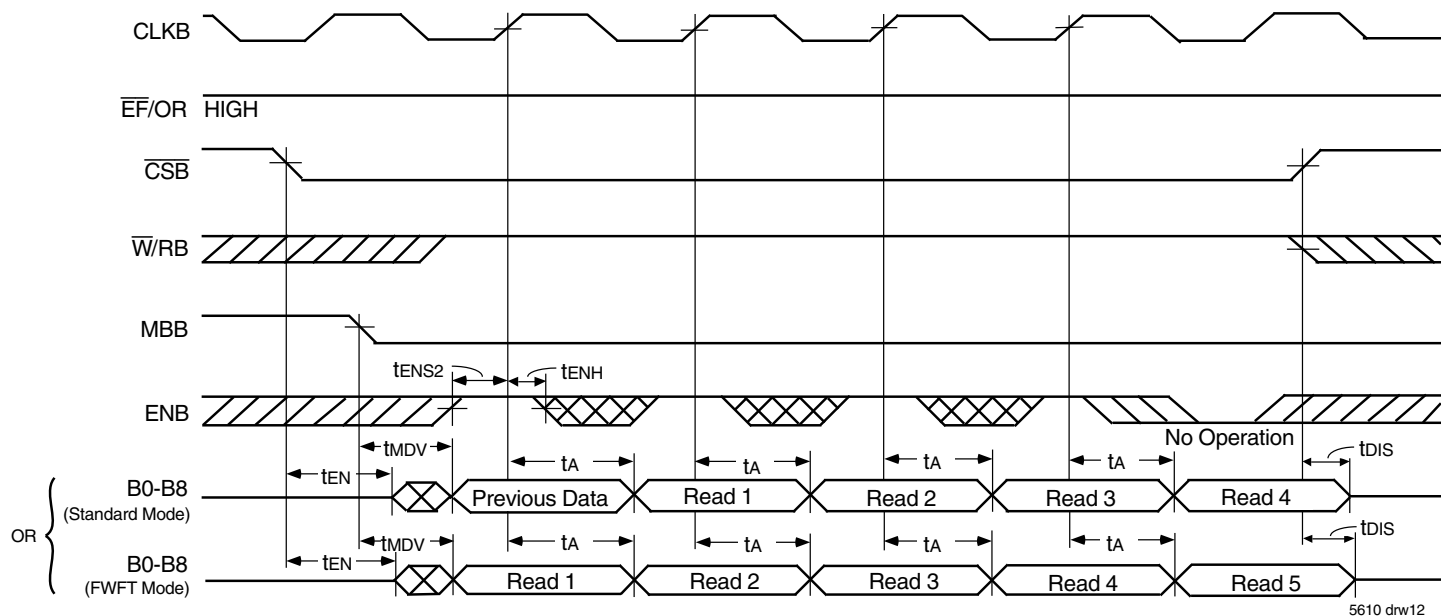 CLKB
EF/OR HIGH
CSB
W/RB
MBB
tENS2 tENH
ENB
No Operation
tMDV
tEN tA tA tA tA tDIS
B0-B8 Previous Data Read 1 Read 2 Read 3 Read 4
(Standard Mode)
OR
tMDV
tEN tA tA tA tA tDIS
B0-B8 Read 1 Read 2 Read 3 Read 4 Read 5
(FWFT Mode)
5610 drw12